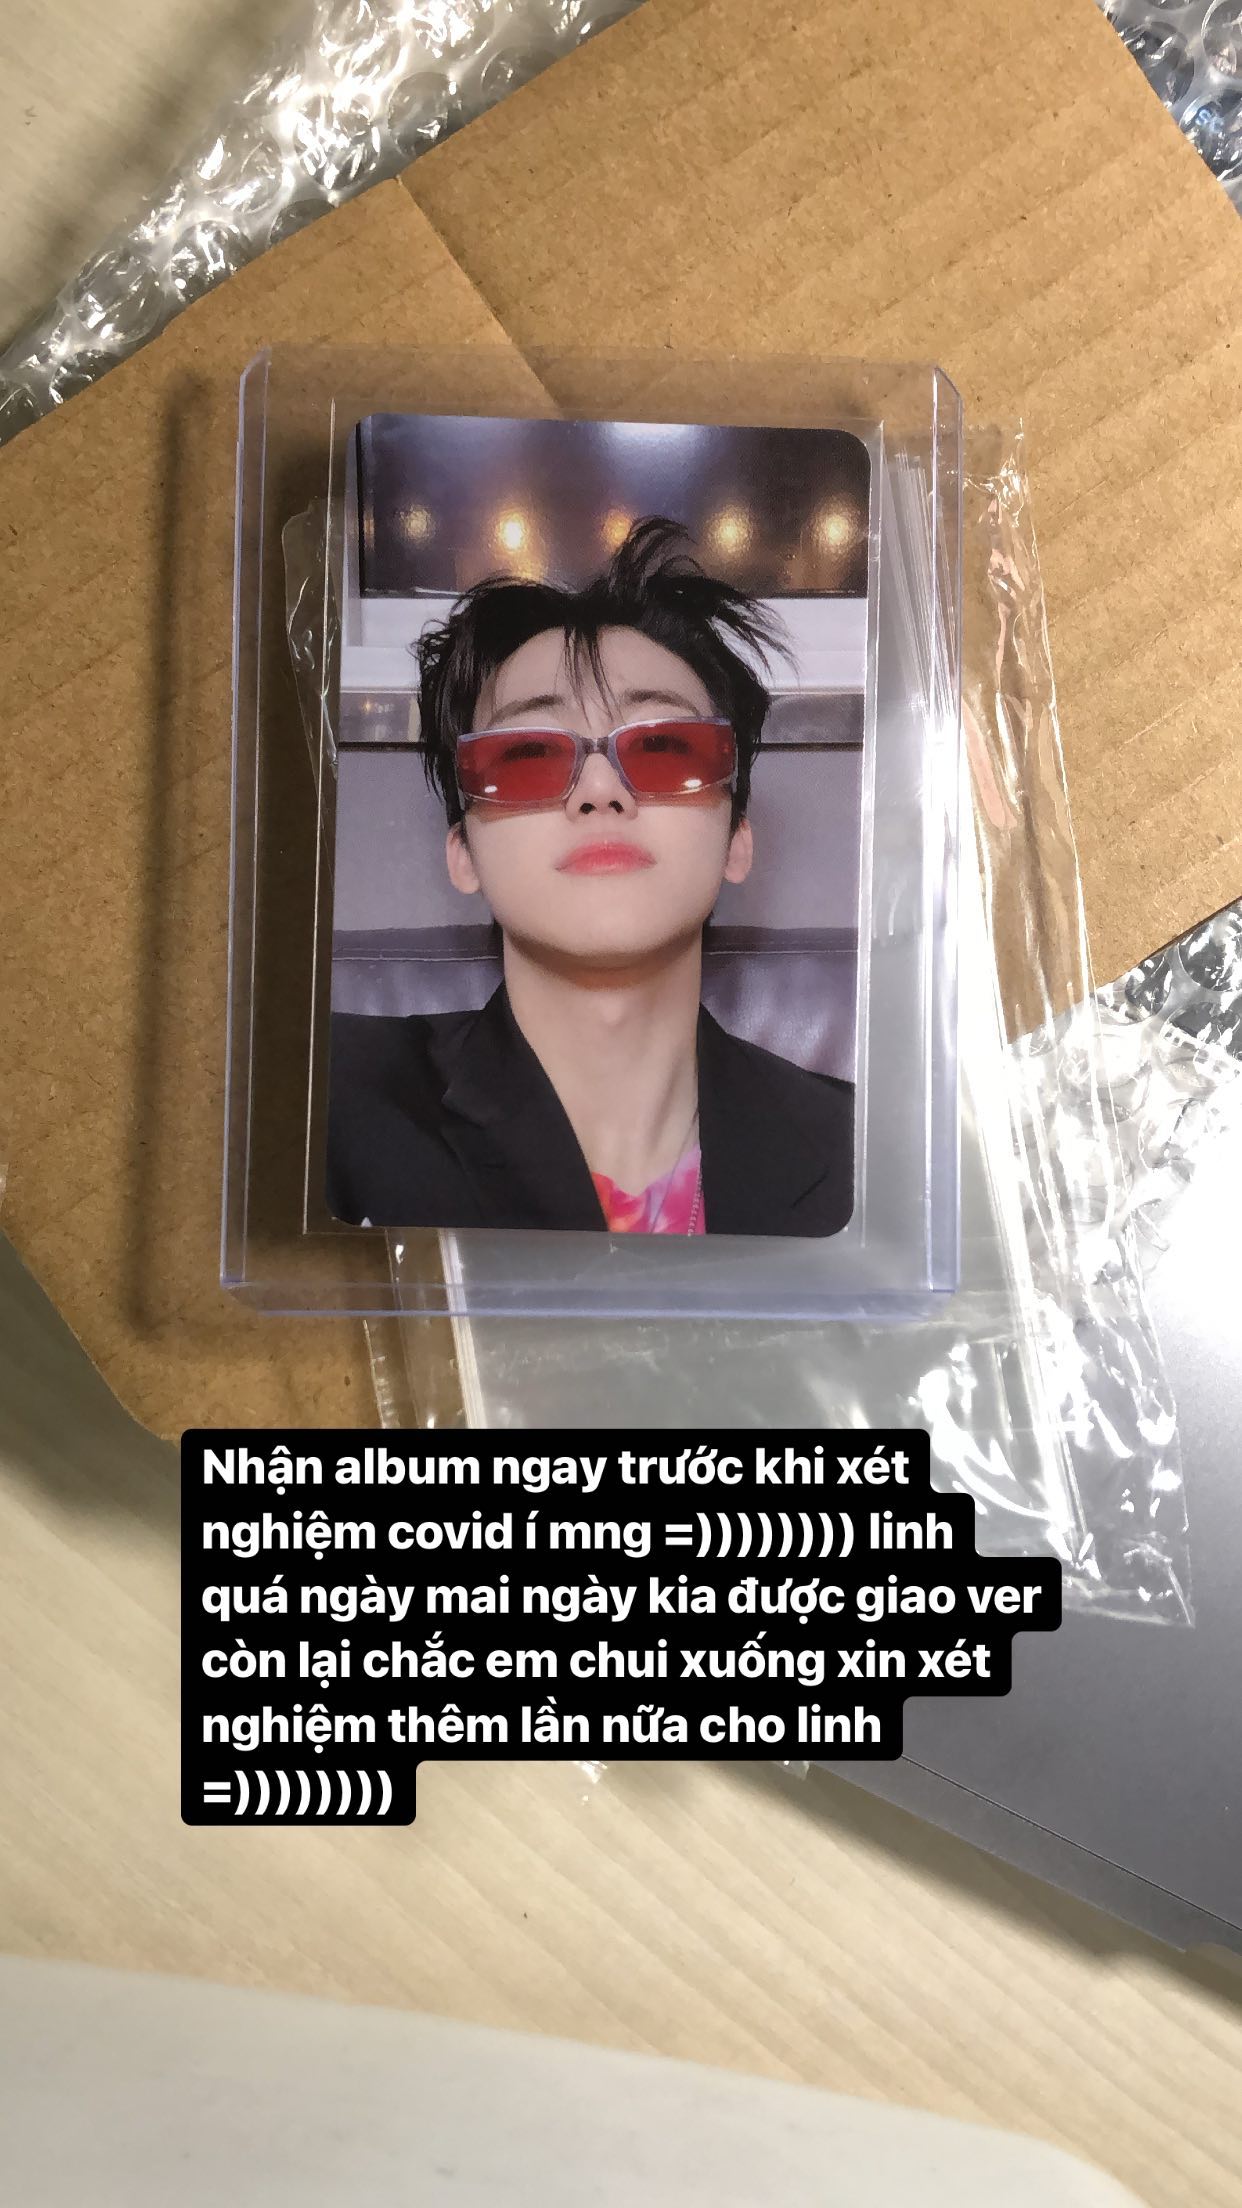 Nhận album ngay trước khi xét
nghiệm covid í mng =)))))))))) linh
quá ngày mai ngày kia được giao ver
còn lại chắc em chui xuống xin xét
nghiệm thêm lần nữa cho linh
=))))))))))